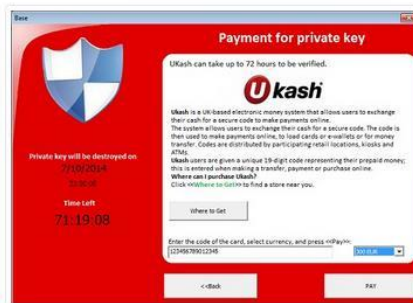 Base
Payment for private key
UKash can take up to 72 hours to be verified.
Ukash
Ukash is a UK-based electronic money system that allows users to exchange
their cash for a secure code to make payments online.
The system allows users to exchange their cash for a secure code. The code is
then used to make payments online, to load cards or e-wallets or for money
transfer. Codes are distributed by participating retail locations, kiosks and
ATMs.
Ukash users are given a unique 19-digit code representing their prepaid money;
this is entered when making a transfer, payment or purchase online.
Where can I purchase Ukash?
Click <<Where to Get>> to find a store near you.
Private key will be destroyed on
7/10/2014
Time Left
71:19:08
Where to Get
Enter the code of the card, select currency, and press <<Pay>>:
123456789012345
300 EUR
<<Back
PAY